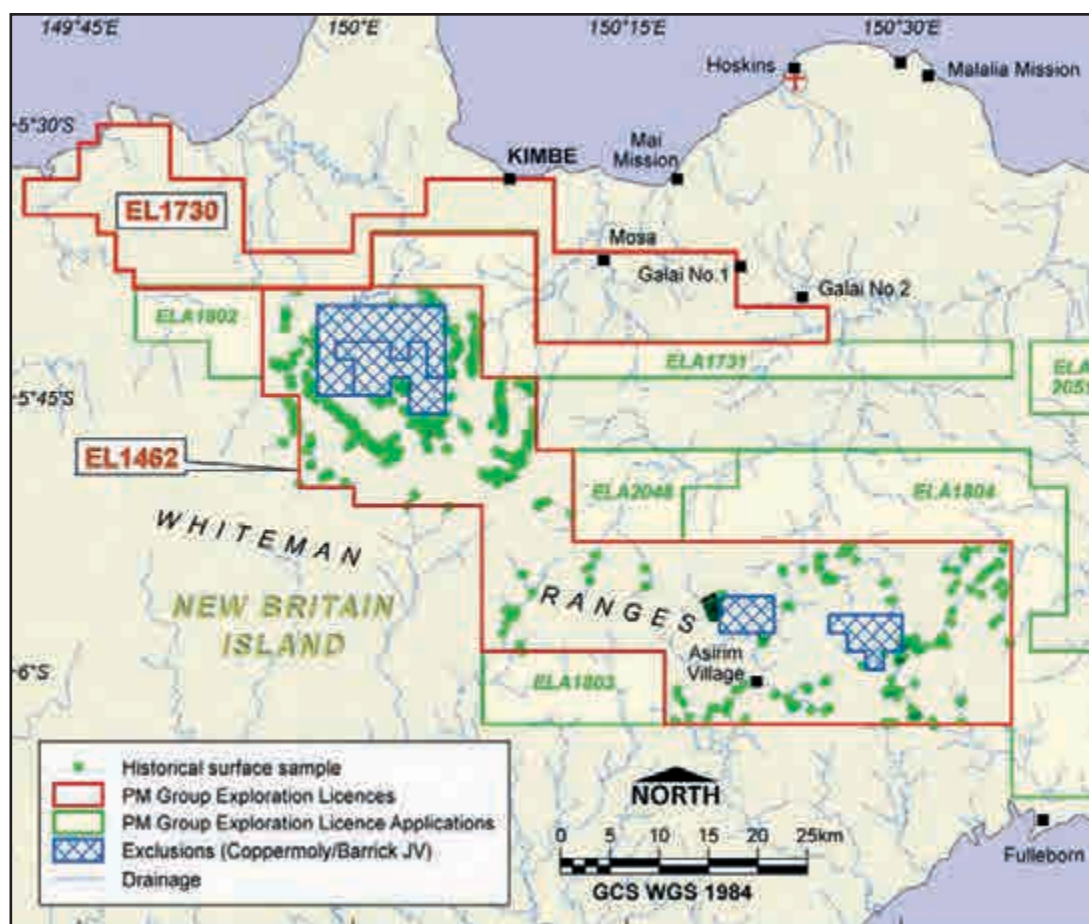 149°45'E 150°E 150°15'E 150°30'E
Hoskins
Malalia Mission
5°30'S
Mai
Mission
KIMBE
EL1730
Mosa
Galai No.1
Galai No.2
ELA1802
ELA1731
ELA
5°45'S
EL1462
ELA2046
ELA1804
WHITEMAN
RANGES
NEW BRITAIN
ISLAND
Asirim
Village
6°S
ELA1803
Historical surface sample
PM Group Exploration Licences
PM Group Exploration Licence Applications
Exclusions (Coppermoly/Barrick JV)
Drainage
NORTH
0 5 10 15 20 25km
GCS WGS 1984
Fulleborn